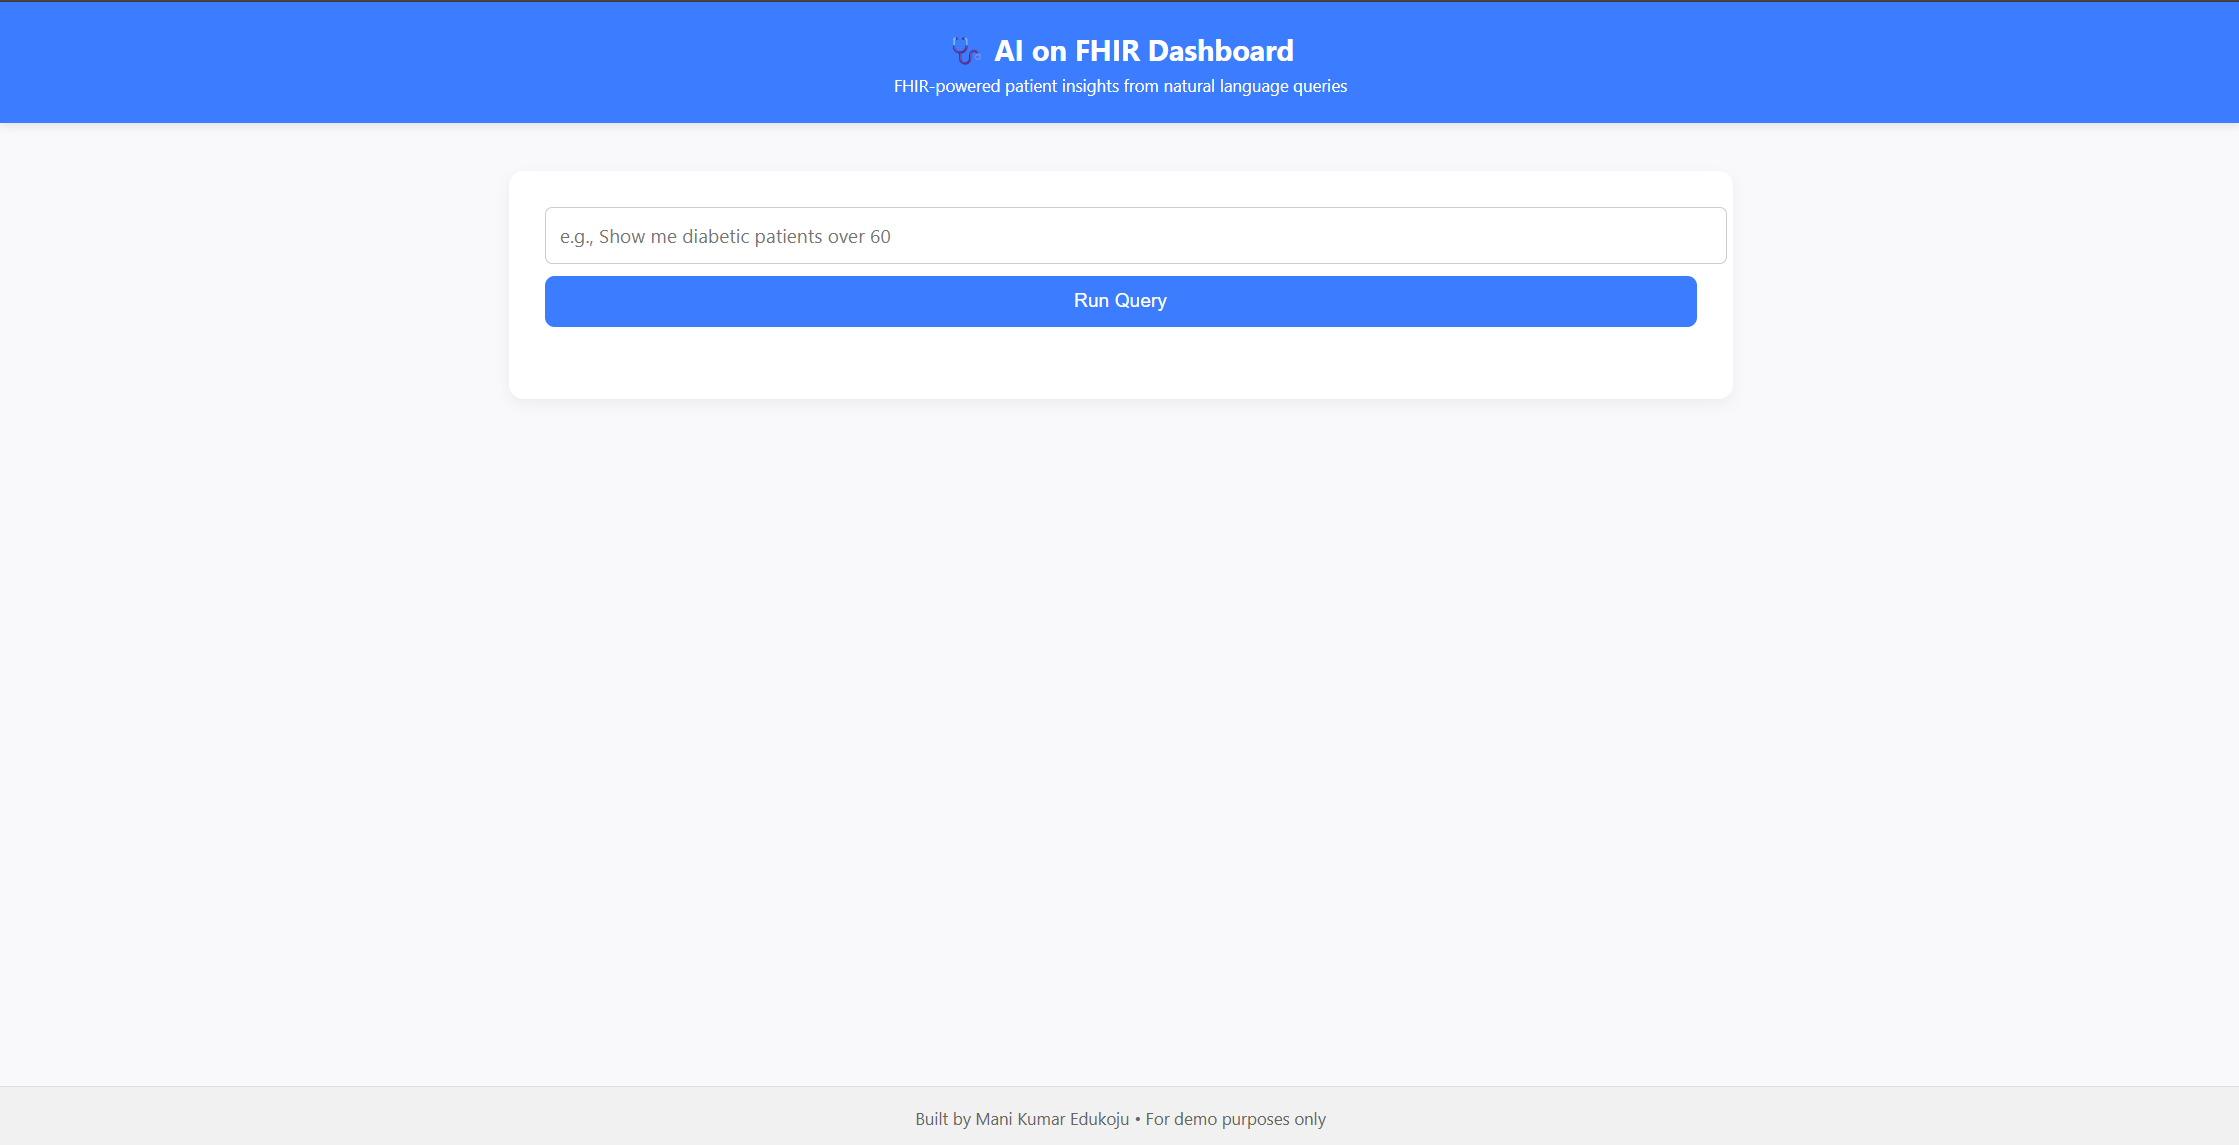 AI on FHIR Dashboard
FHIR-powered patient insights from natural language queries
e.g., Show me diabetic patients over 60
Run Query
Built by Mani Kumar Edukoju • For demo purposes only